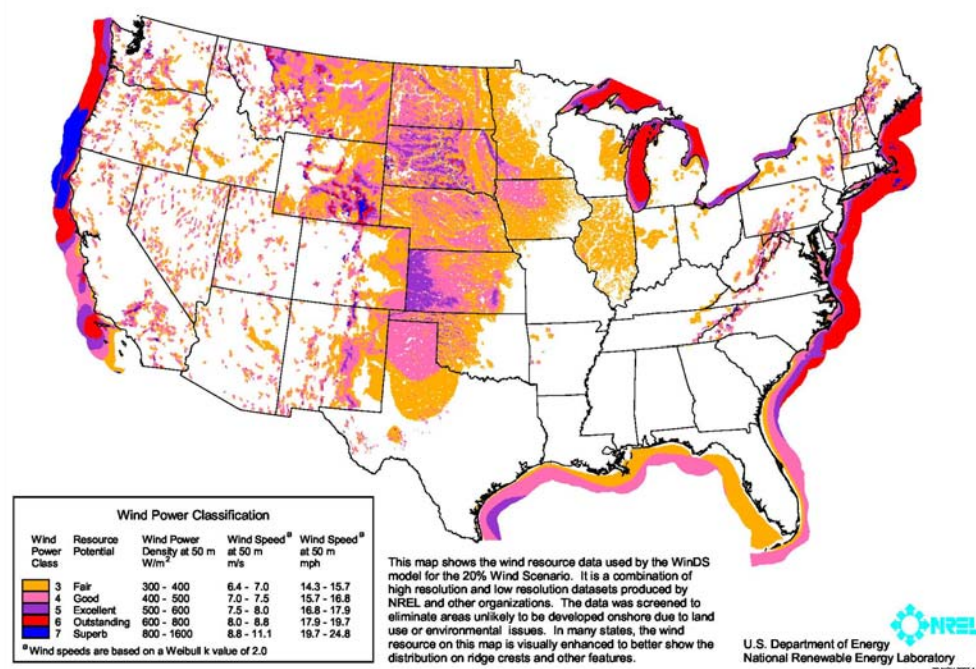 Wind Power Classification
Wind Power Class Resource Potential Wind Power Density at 50 m W/m² Wind Speedª at 50 m m/s Wind Speedª at 50 m mph
3 Fair 300 - 400 6.4 - 7.0 14.3 - 15.7
4 Good 400 - 500 7.0 - 7.5 15.7 - 16.8
5 Excellent 500 - 600 7.5 - 8.0 16.8 - 17.9
6 Outstanding 600 - 800 8.0 - 8.8 17.9 - 19.7
7 Superb 800 - 1600 8.8 - 11.1 19.7 - 24.8
ª Wind speeds are based on a Weibull k value of 2.0
This map shows the wind resource data used by the WinDS
model for the 20% Wind Scenario. It is a combination of
high resolution and low resolution datasets produced by
NREL and other organizations. The data was screened to
eliminate areas unlikely to be developed onshore due to land
use or environmental issues. In many states, the wind
resource on this map is visually enhanced to better show the
distribution on ridge crests and other features.
NREL
U.S. Department of Energy
National Renewable Energy Laboratory